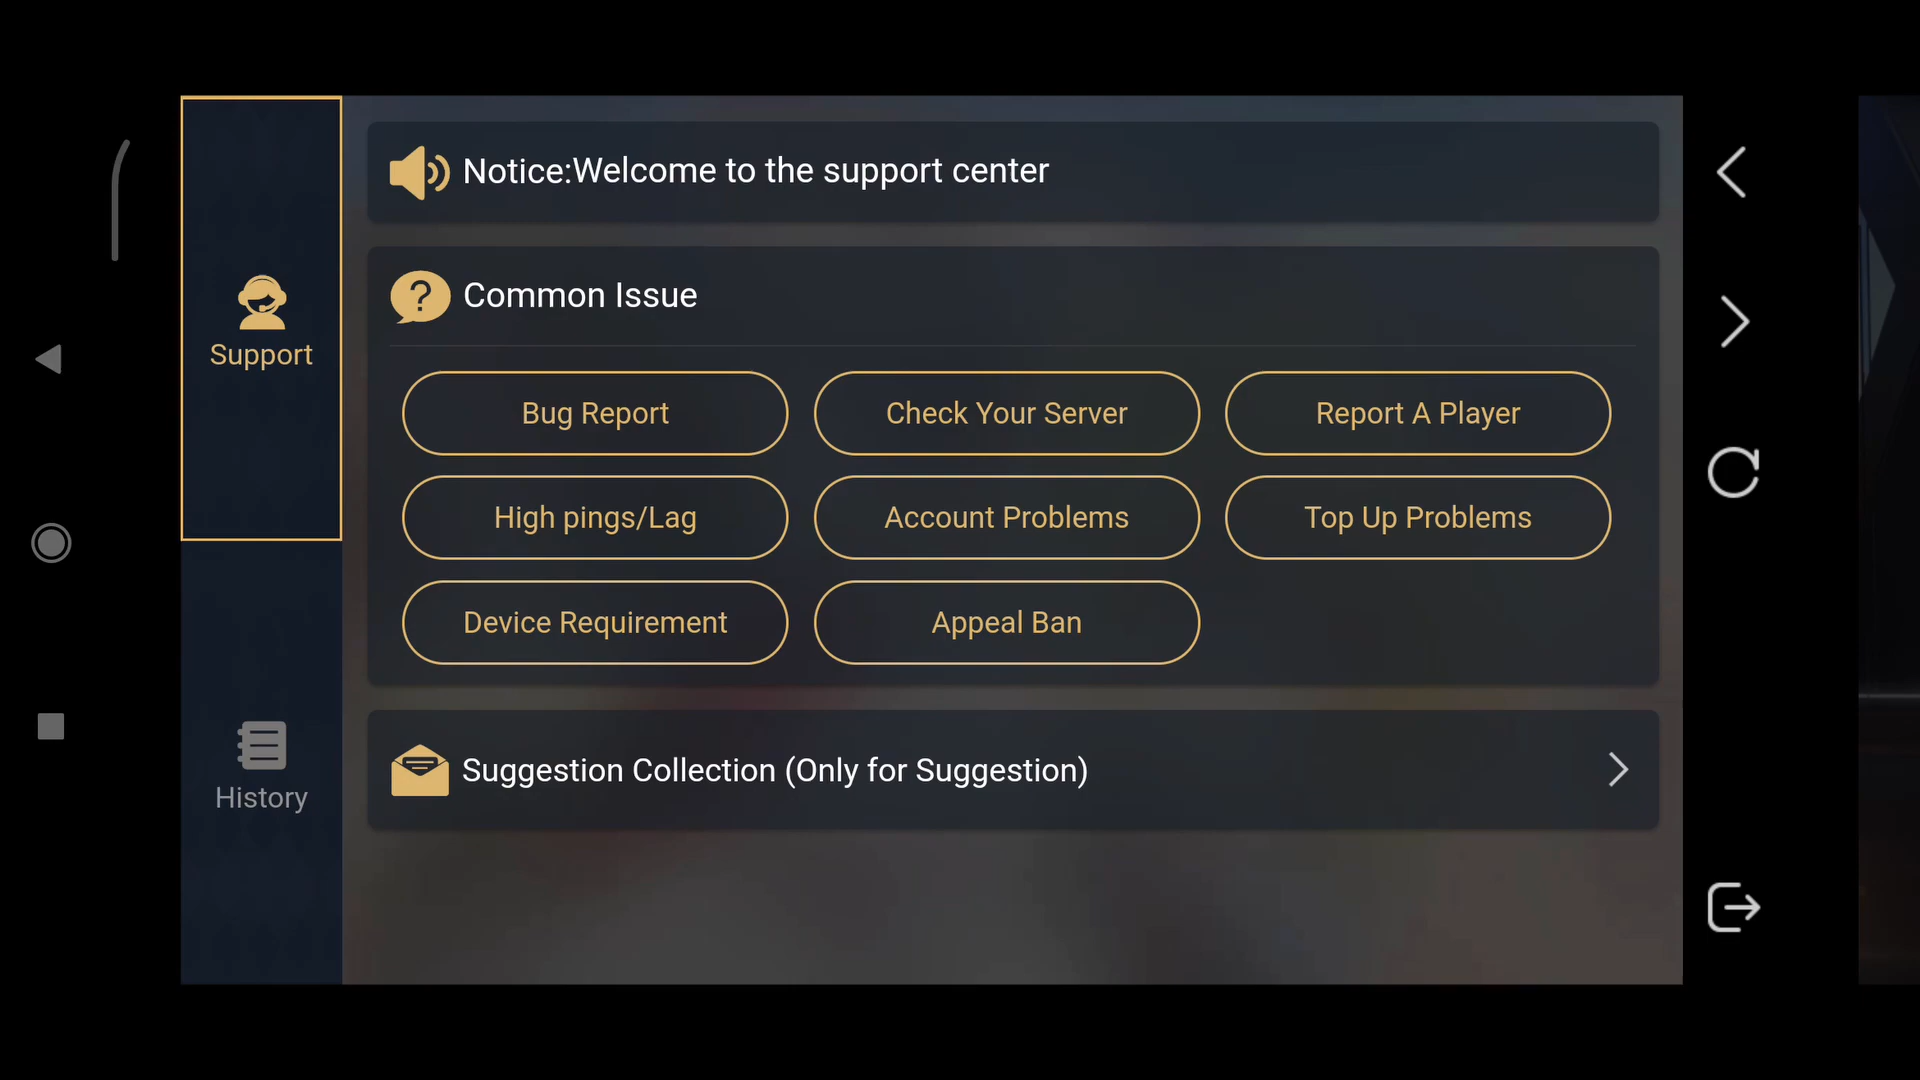 Notice:Welcome to the support center
Support
Common Issue
Bug Report
Check Your Server
Report A Player
High pings/Lag
Account Problems
Top Up Problems
Device Requirement
Appeal Ban
History
Suggestion Collection (Only for Suggestion)